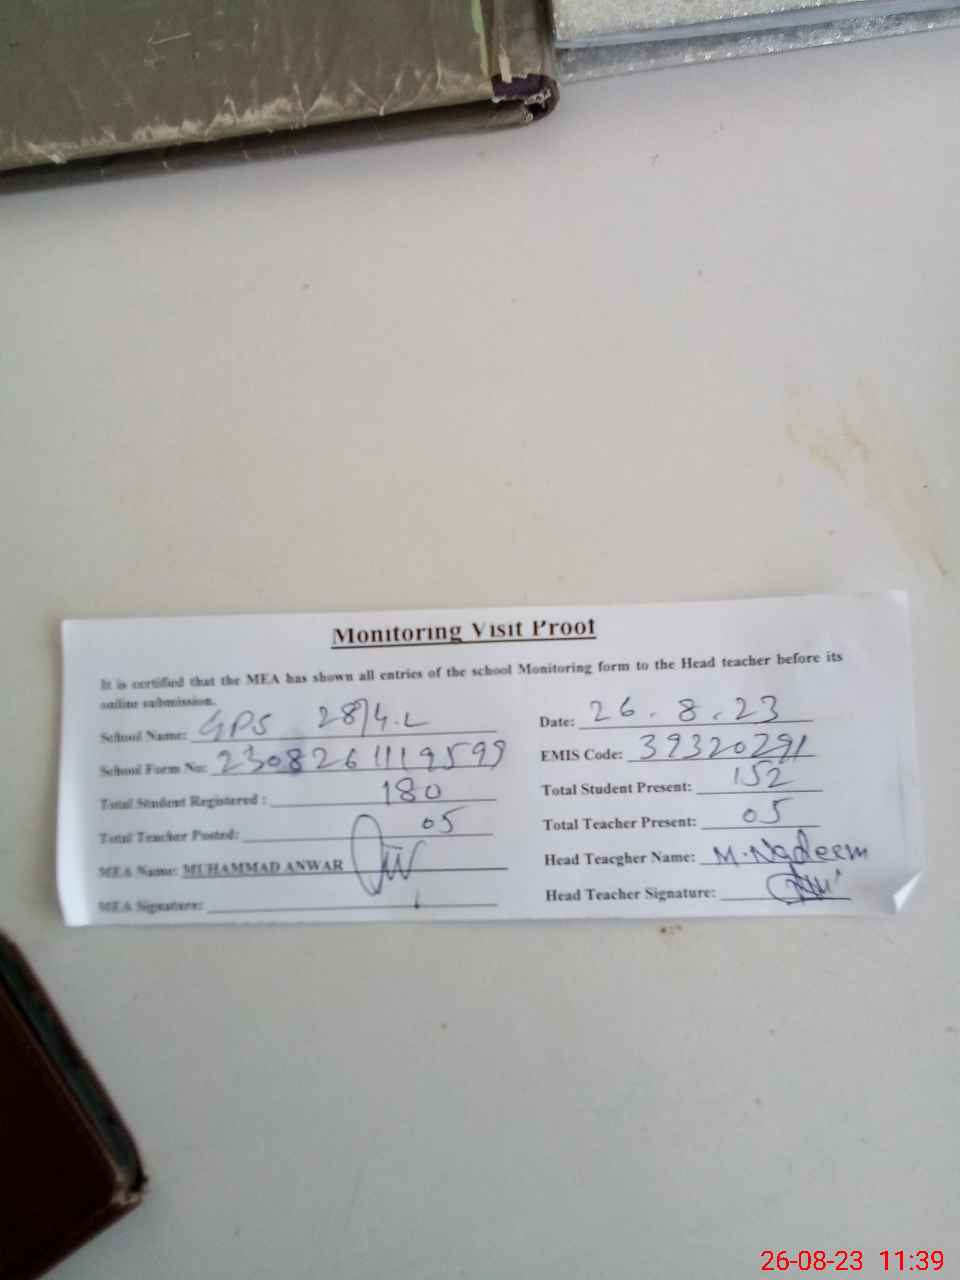 Monitoring Visit Proof
It is certified that the MEA has shown all entries of the school Monitoring form to the Head teacher before its
online submission.
School Name: GPS 28/4.L
Date: 26.8.23
School Form No: 23082611119599
EMIS Code: 39320291
Total Student Registered : 180
Total Student Present: 152
Total Teacher Posted: 05
Total Teacher Present: 05
MEA Name: MUHAMMAD ANWAR
Head Teacgher Name: M.Nadeem
MEA Signature:
Head Teacher Signature:
26-08-23 11:39